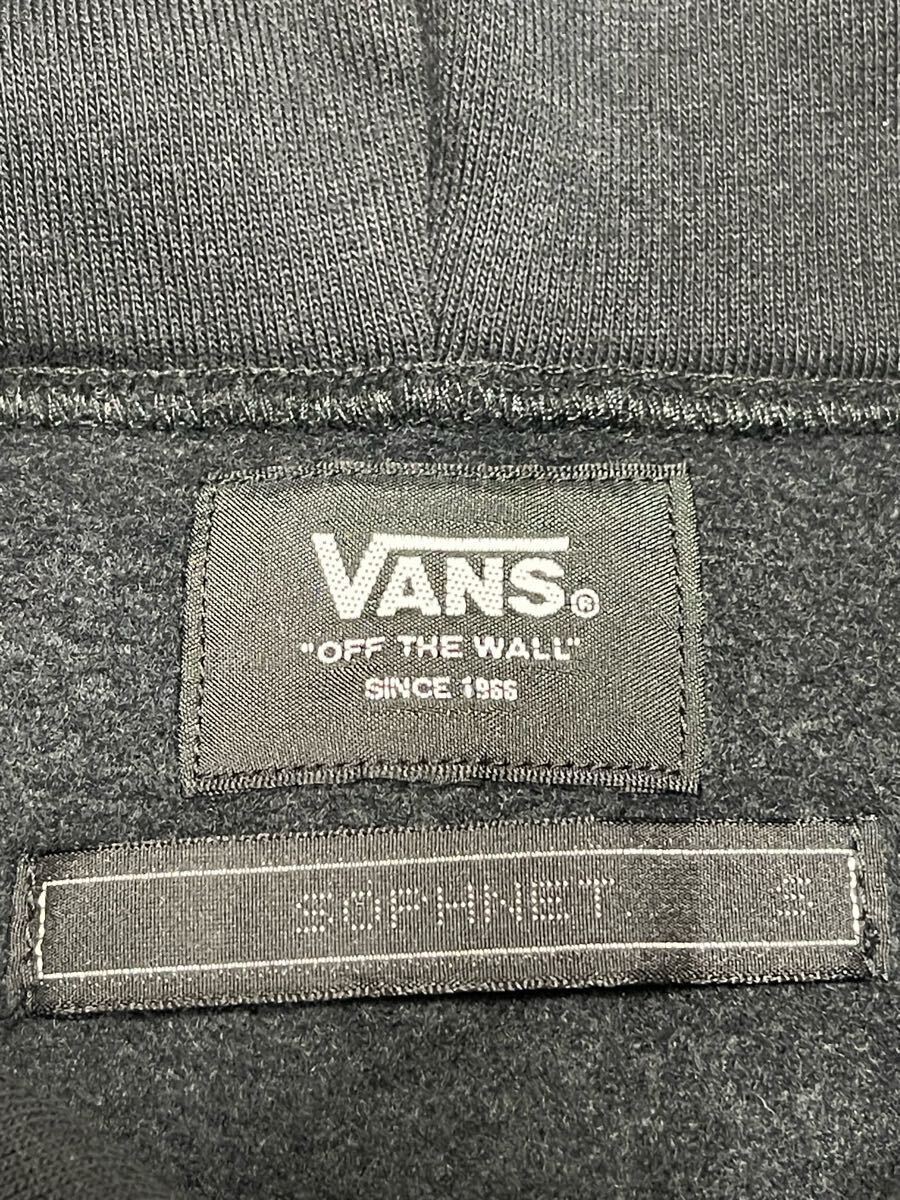 VANS®
"OFF THE WALL"
SINCE 1966
SOPHNET. S